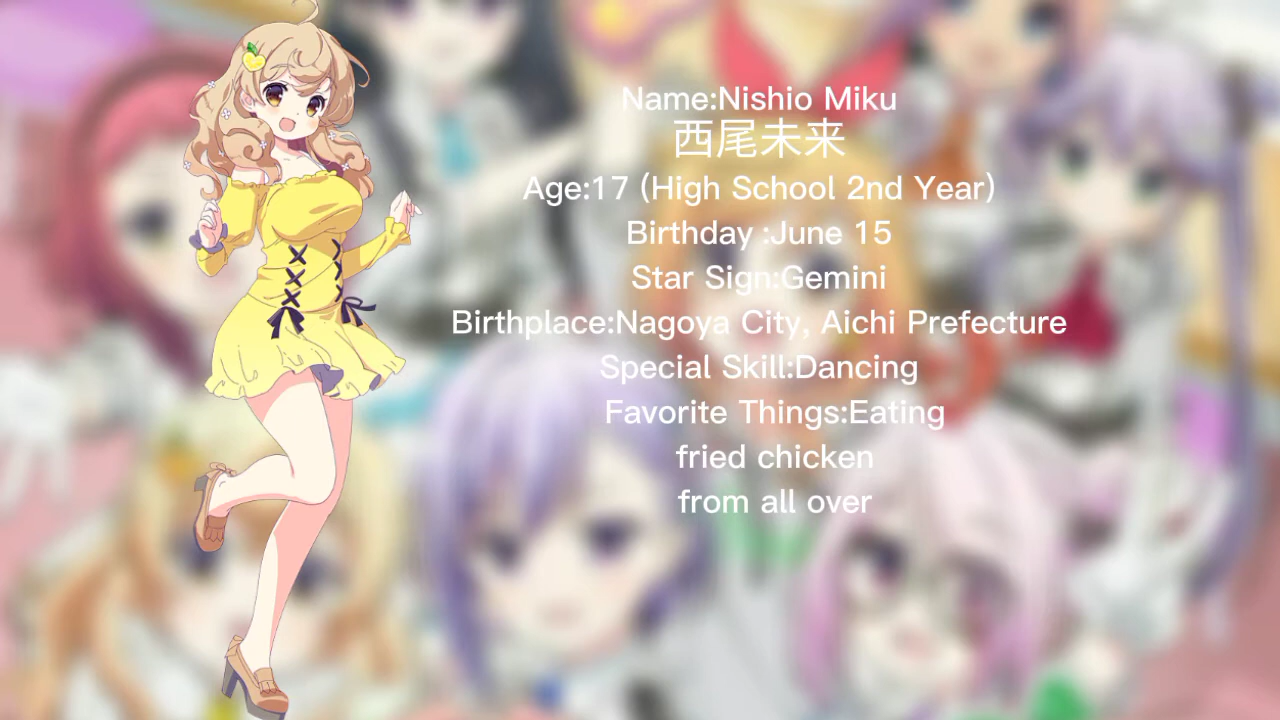 Name:Nishio Miku
西尾未来
Age:17 (High School 2nd Year)
Birthday :June 15
Star Sign:Gemini
Birthplace:Nagoya City, Aichi Prefecture
Special Skill:Dancing
Favorite Things:Eating
fried chicken
from all over